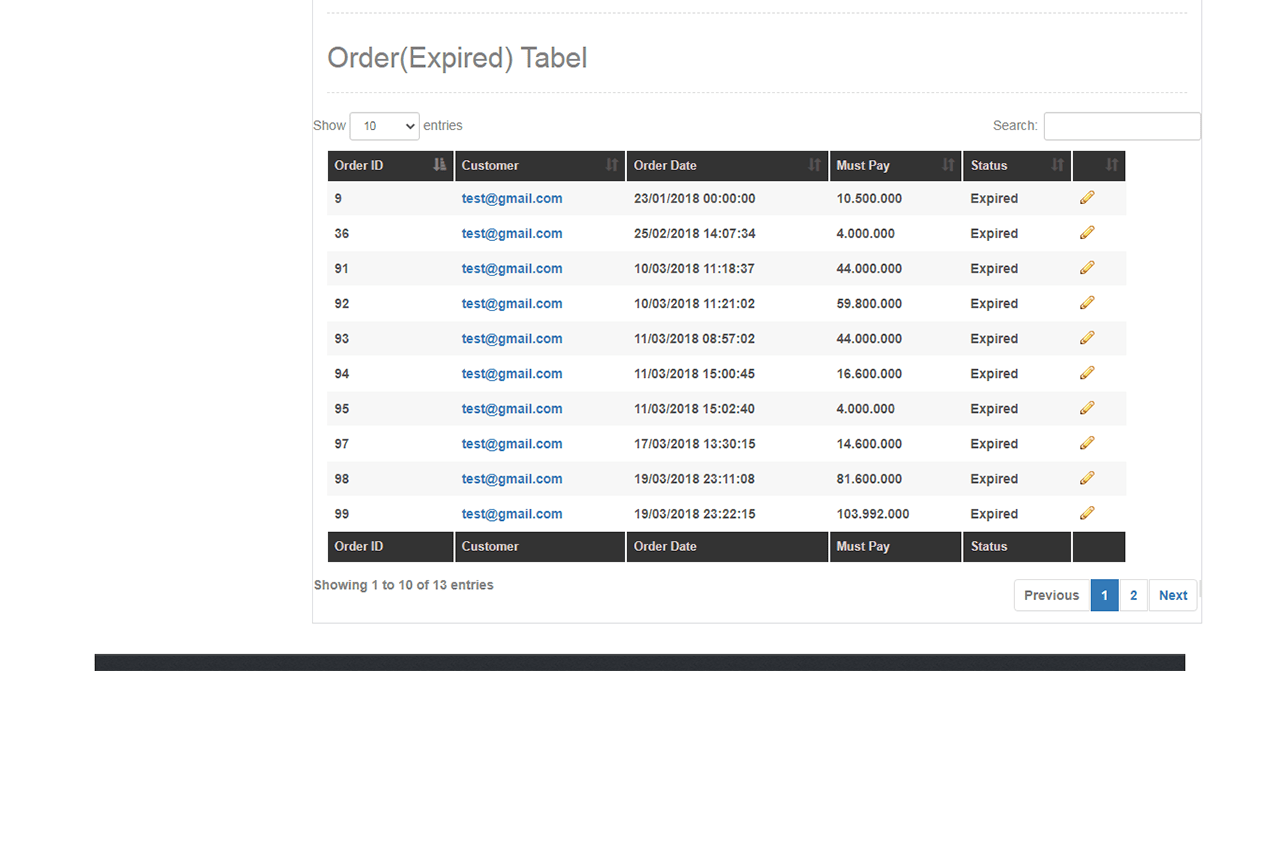 Order(Expired) Tabel
Show 10 entries Search:
Order ID Customer Order Date Must Pay Status
9 test@gmail.com 23/01/2018 00:00:00 10.500.000 Expired
36 test@gmail.com 25/02/2018 14:07:34 4.000.000 Expired
91 test@gmail.com 10/03/2018 11:18:37 44.000.000 Expired
92 test@gmail.com 10/03/2018 11:21:02 59.800.000 Expired
93 test@gmail.com 11/03/2018 08:57:02 44.000.000 Expired
94 test@gmail.com 11/03/2018 15:00:45 16.600.000 Expired
95 test@gmail.com 11/03/2018 15:02:40 4.000.000 Expired
97 test@gmail.com 17/03/2018 13:30:15 14.600.000 Expired
98 test@gmail.com 19/03/2018 23:11:08 81.600.000 Expired
99 test@gmail.com 19/03/2018 23:22:15 103.992.000 Expired
Order ID Customer Order Date Must Pay Status
Showing 1 to 10 of 13 entries
Previous 1 2 Next